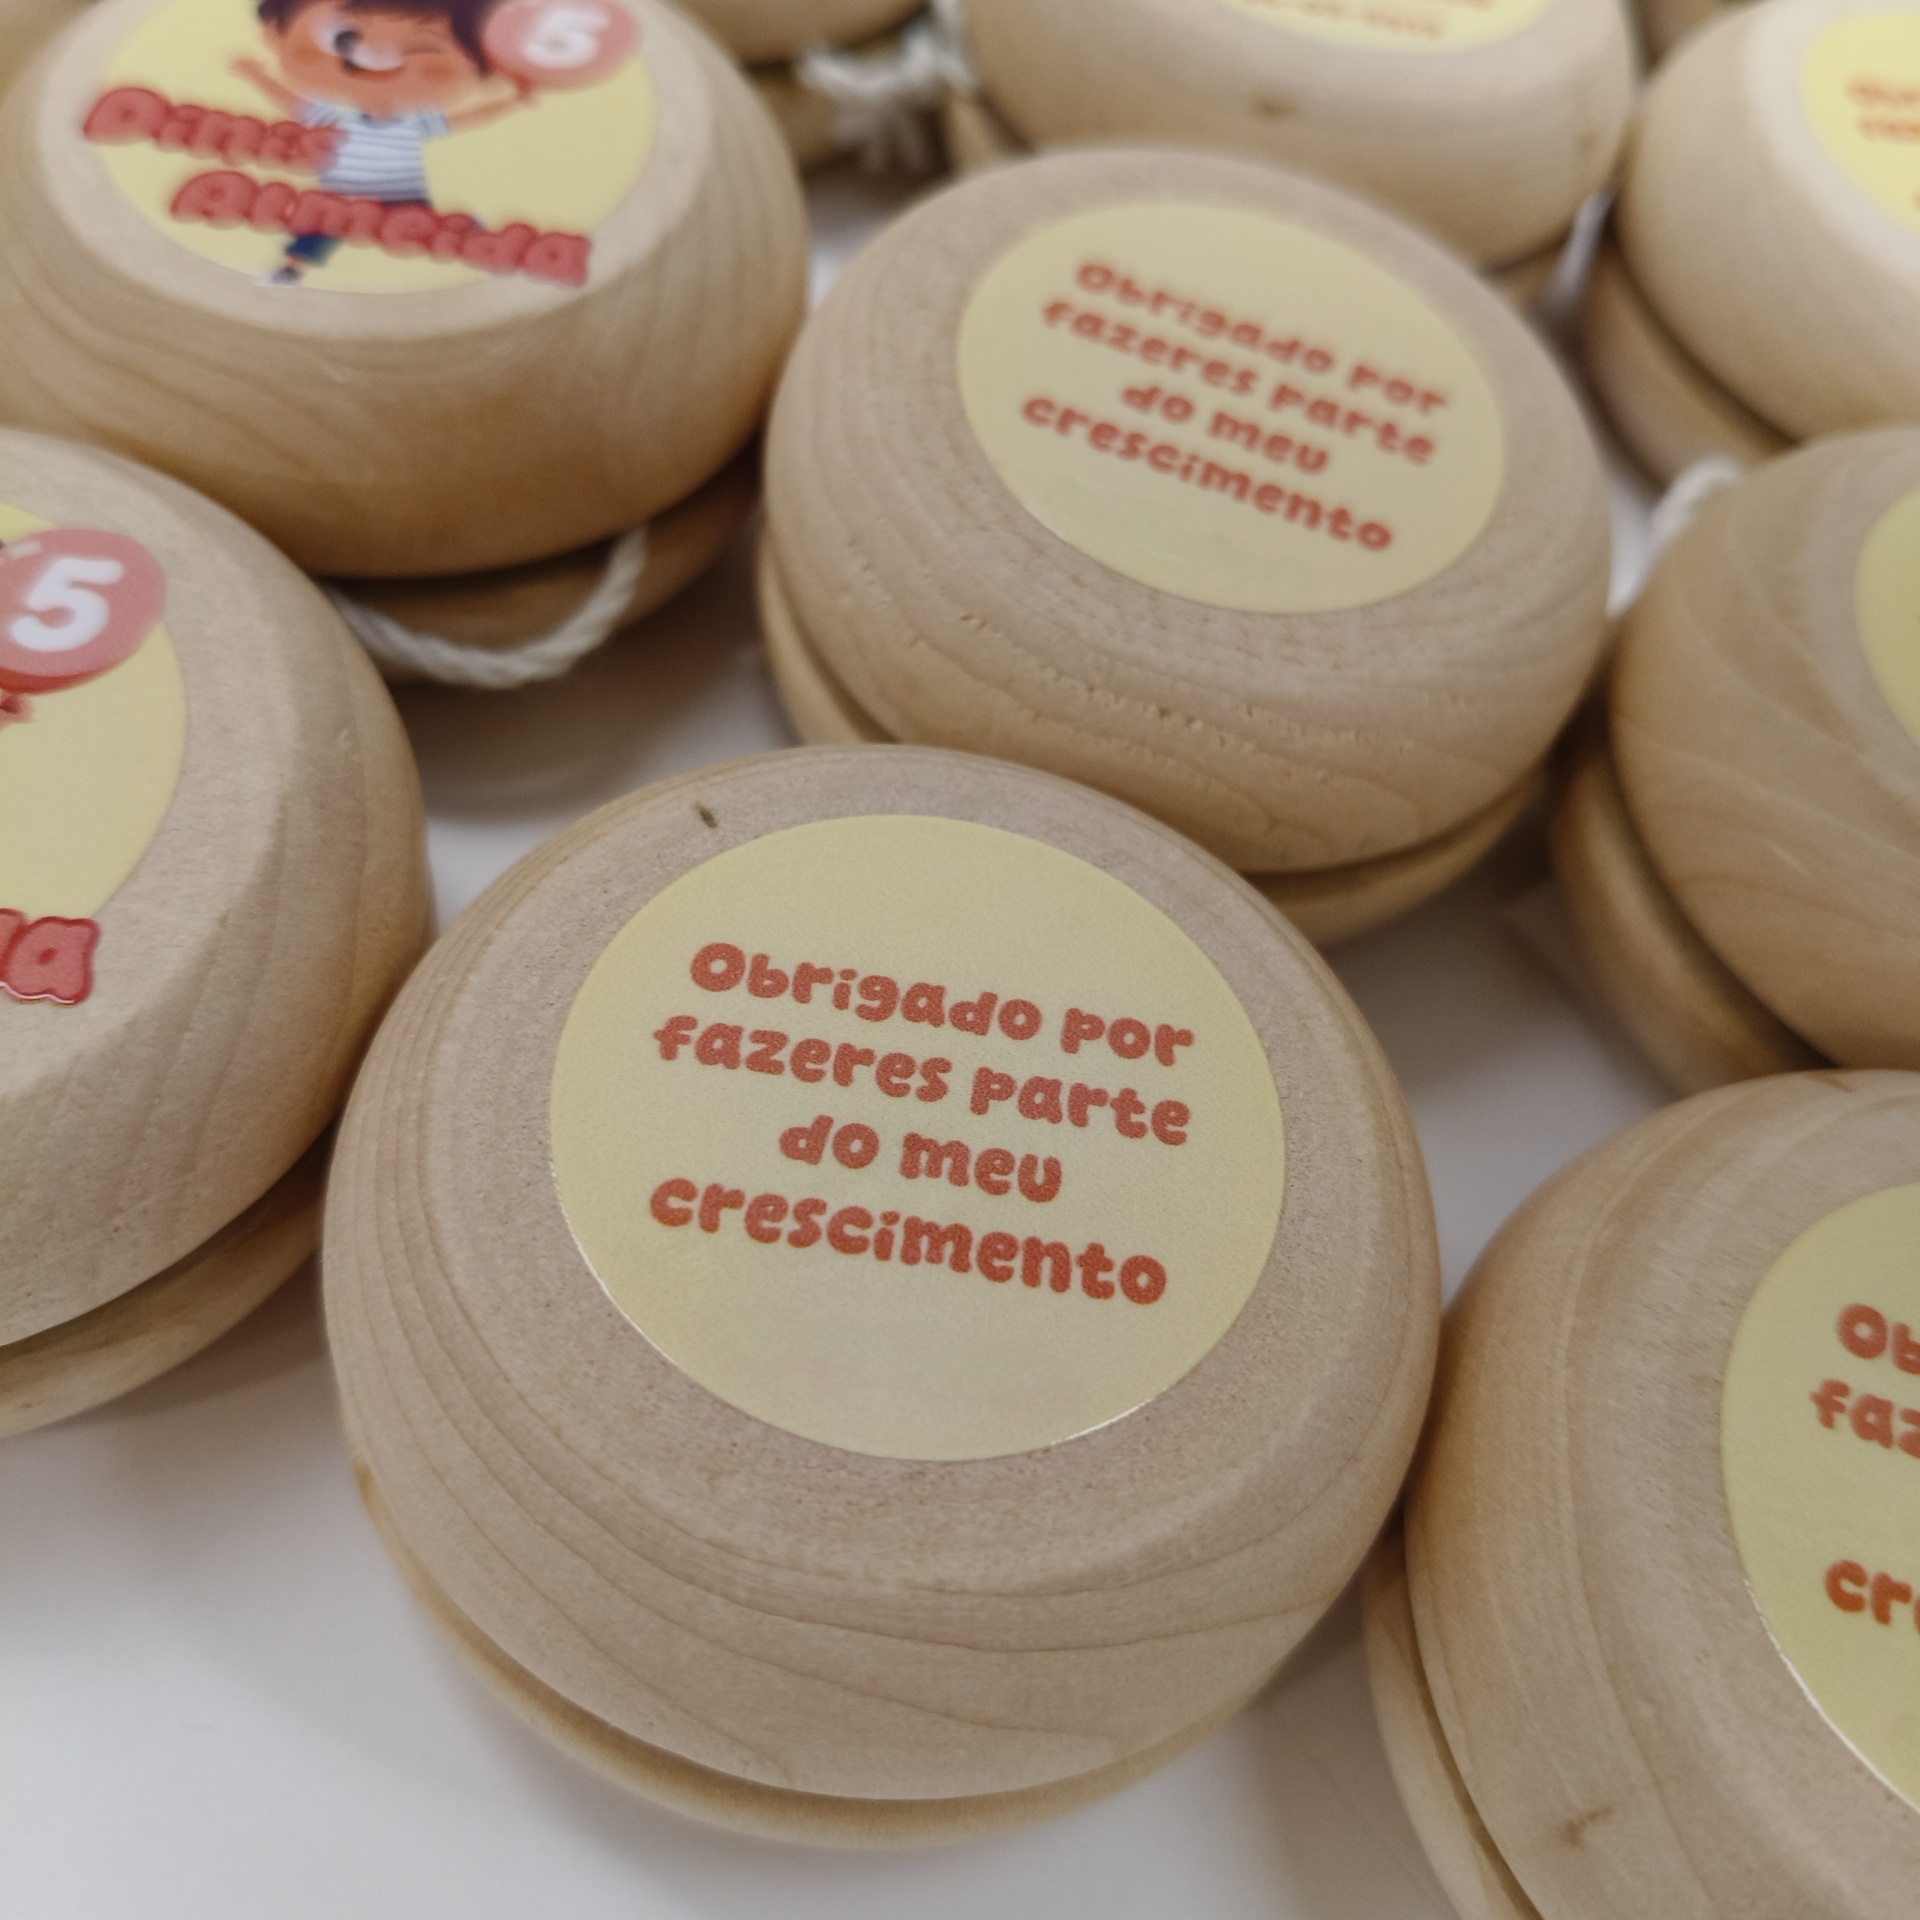 5
Dinis
Almeida
Obrigado por
fazeres parte
do meu
crescimento
5
Obrigado por
fazeres parte
do meu
crescimento